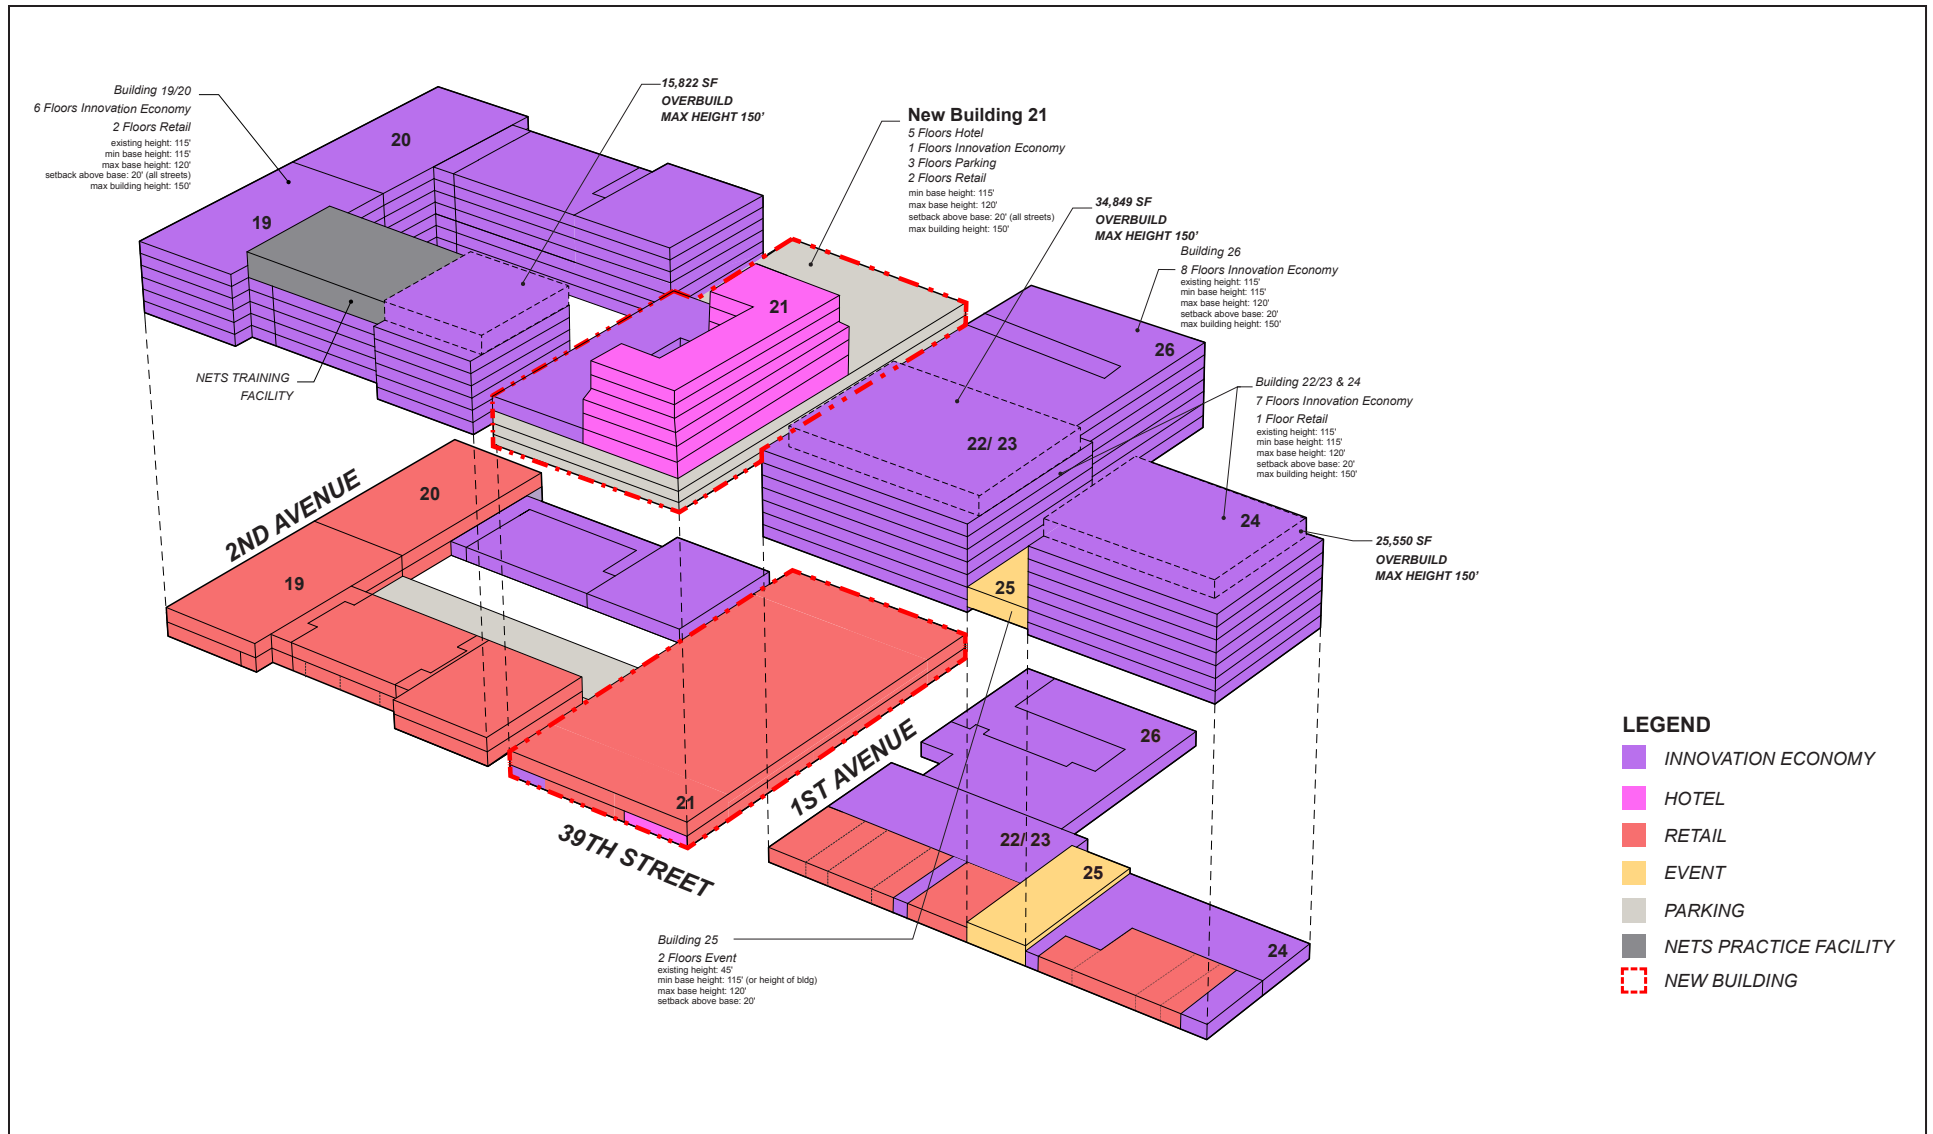 Building 19/20
6 Floors Innovation Economy
2 Floors Retail
existing height: 115'
min base height: 115'
max base height: 120'
setback above base: 20' (all streets)
max building height: 150'
15,822 SF
OVERBUILD
MAX HEIGHT 150'
New Building 21
5 Floors Hotel
1 Floors Innovation Economy
3 Floors Parking
2 Floors Retail
min base height: 115'
max base height: 120'
setback above base: 20' (all streets)
max building height: 150'
34,849 SF
OVERBUILD
MAX HEIGHT 150'
Building 26
8 Floors Innovation Economy
existing height: 115'
min base height: 115'
max base height: 120'
setback above base: 20'
max building height: 150'
Building 22/23 & 24
7 Floors Innovation Economy
1 Floor Retail
existing height: 115'
min base height: 115'
max base height: 120'
setback above base: 20'
max building height: 150'
25,550 SF
OVERBUILD
MAX HEIGHT 150'
NETS TRAINING
FACILITY
20
19
21
26
22/ 23
24
25
2ND AVENUE
20
19
21
39TH STREET
1ST AVENUE
26
22/ 23
25
24
Building 25
2 Floors Event
existing height: 45'
min base height: 115' (or height of bldg)
max base height: 120'
setback above base: 20'
LEGEND
INNOVATION ECONOMY
HOTEL
RETAIL
EVENT
PARKING
NETS PRACTICE FACILITY
NEW BUILDING